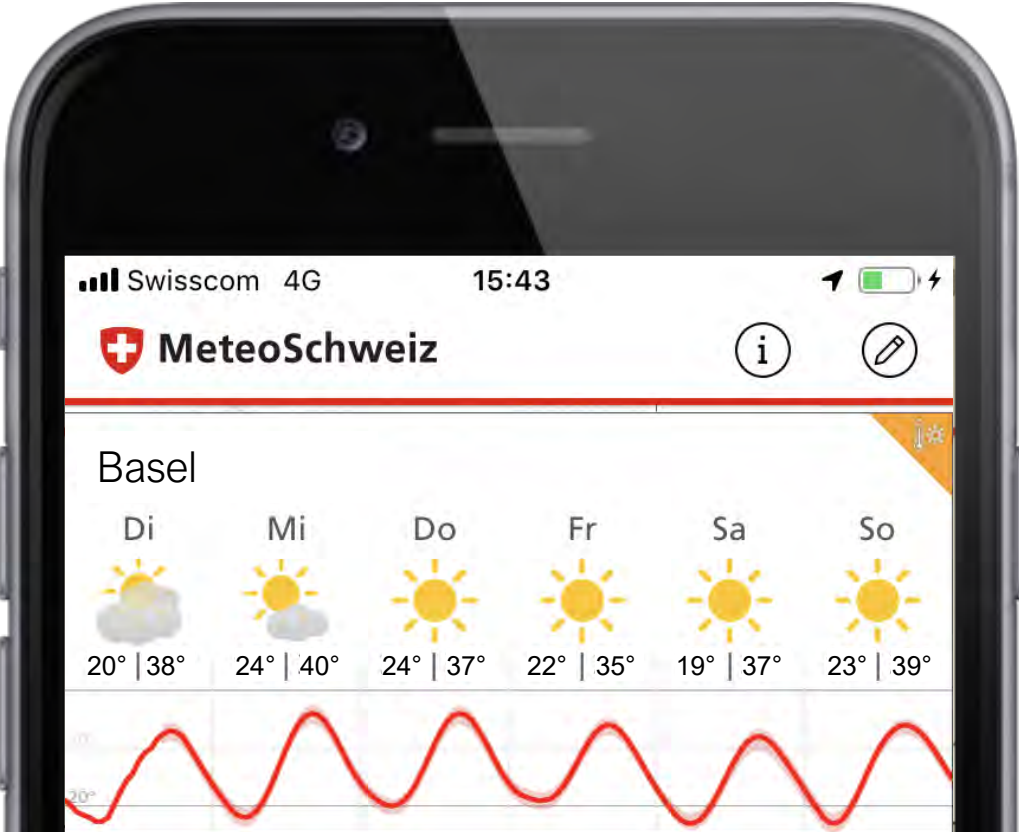 Swisscom 4G 15:43
MeteoSchweiz
Basel
Di Mi Do Fr Sa So
20° | 38° 24° | 40° 24° | 37° 22° | 35° 19° | 37° 23° | 39°
20°